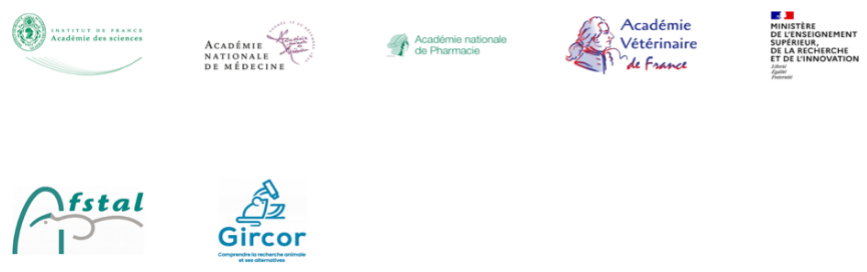 INSTITUT DE FRANCE
Académie des sciences
ACADÉMIE
NATIONALE
DE MÉDECINE
Académie nationale
de Pharmacie
Académie
Vétérinaire
de France
MINISTÈRE
DE L'ENSEIGNEMENT
SUPÉRIEUR,
DE LA RECHERCHE
ET DE L'INNOVATION
Liberté
Égalité
Fraternité
Afstal
Gircor
Comprendre la recherche animale
et ses alternatives